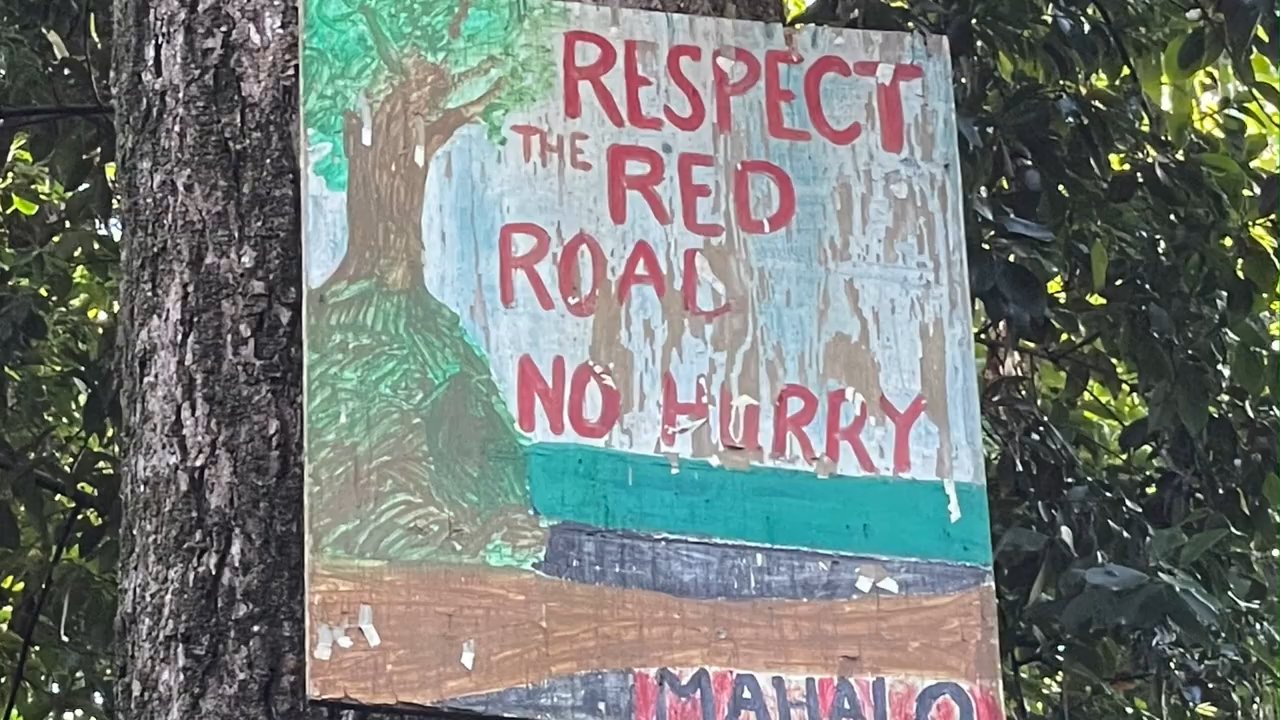 RESPECT
THE RED
ROAD
NO HURRY
MAHALO